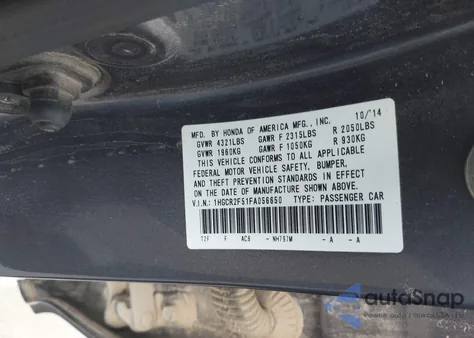 MFD. BY HONDA OF AMERICA MFG., INC. 10/14
GVWR 4321LBS GAWR F 2315LBS R 2050LBS
GVWR 1960KG GAWR F 1050KG R 930KG
THIS VEHICLE CONFORMS TO ALL APPLICABLE
FEDERAL MOTOR VEHICLE SAFETY, BUMPER,
AND THEFT PREVENTION STANDARDS IN EFFECT
ON THE DATE OF MANUFACTURE SHOWN ABOVE.
V.I.N.: 1HGCR2F51FA056650 TYPE: PASSENGER CAR
T2F F AC8 - NH797M - A - A
autoSnap